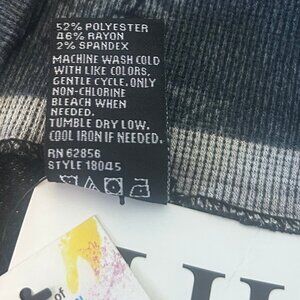 52% POLYESTER
46% RAYON
2% SPANDEX
MACHINE WASH COLD
WITH LIKE COLORS,
GENTLE CYCLE. ONLY
NON-CHLORINE
BLEACH WHEN
NEEDED.
TUMBLE DRY LOW.
COOL IRON IF NEEDED.
RN 62856
STYLE 18045
of